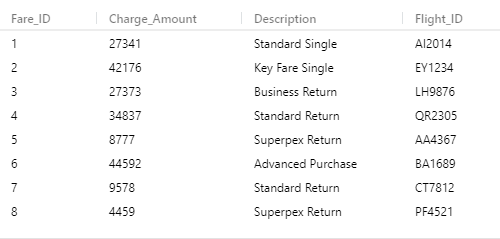 Fare_ID Charge_Amount Description Flight_ID
1 27341 Standard Single AI2014
2 42176 Key Fare Single EY1234
3 27373 Business Return LH9876
4 34837 Standard Return QR2305
5 8777 Superpex Return AA4367
6 44592 Advanced Purchase BA1689
7 9578 Standard Return CT7812
8 4459 Superpex Return PF4521